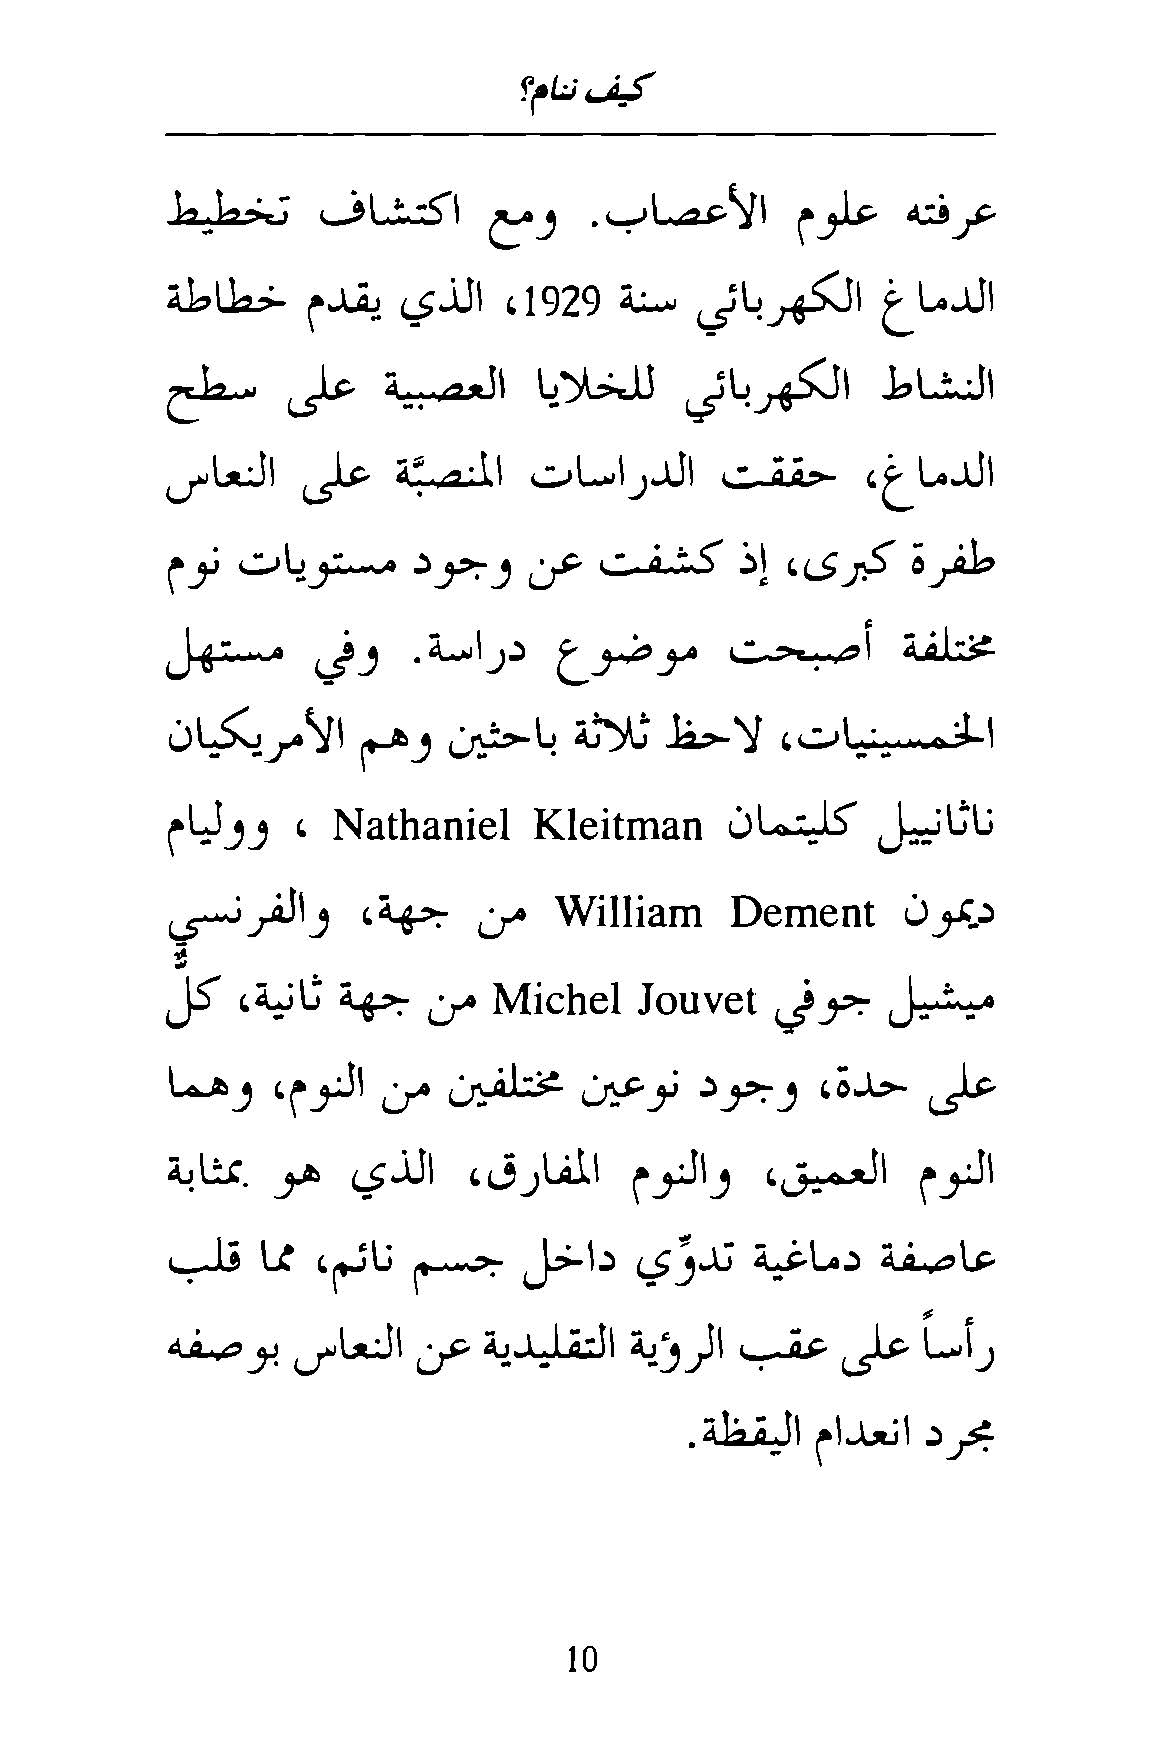 كيف ننام؟
عرفته علوم الأعصاب. ومع اكتشاف تخطيط
الدماغ الكهربائي سنة 1929، الذي يقدم خطاطة
النشاط الكهربائي للخلايا العصبية على سطح
الدماغ، حققت الدراسات المنصبَّة على النعاس
طفرة كبرى، إذ كشفت عن وجود مستويات نوم
مختلفة أصبحت موضوع دراسة. وفي مستهل
الخمسينيات، لاحظ ثلاثة باحثين وهم الأمريكيان
ناثانييل كليتمان Nathaniel Kleitman ، ووليام
ديمون William Dement من جهة، والفرنسي
ميشيل جوفي Michel Jouvet من جهة ثانية، كلٌّ
على حدة، وجود نوعين مختلفين من النوم، وهما
النوم العميق، والنوم المفارق، الذي هو بمثابة
عاصفة دماغية تدوِّي داخل جسم نائم، مما قلب
رأساً على عقب الرؤية التقليدية عن النعاس بوصفه
مجرد انعدام اليقظة.
10